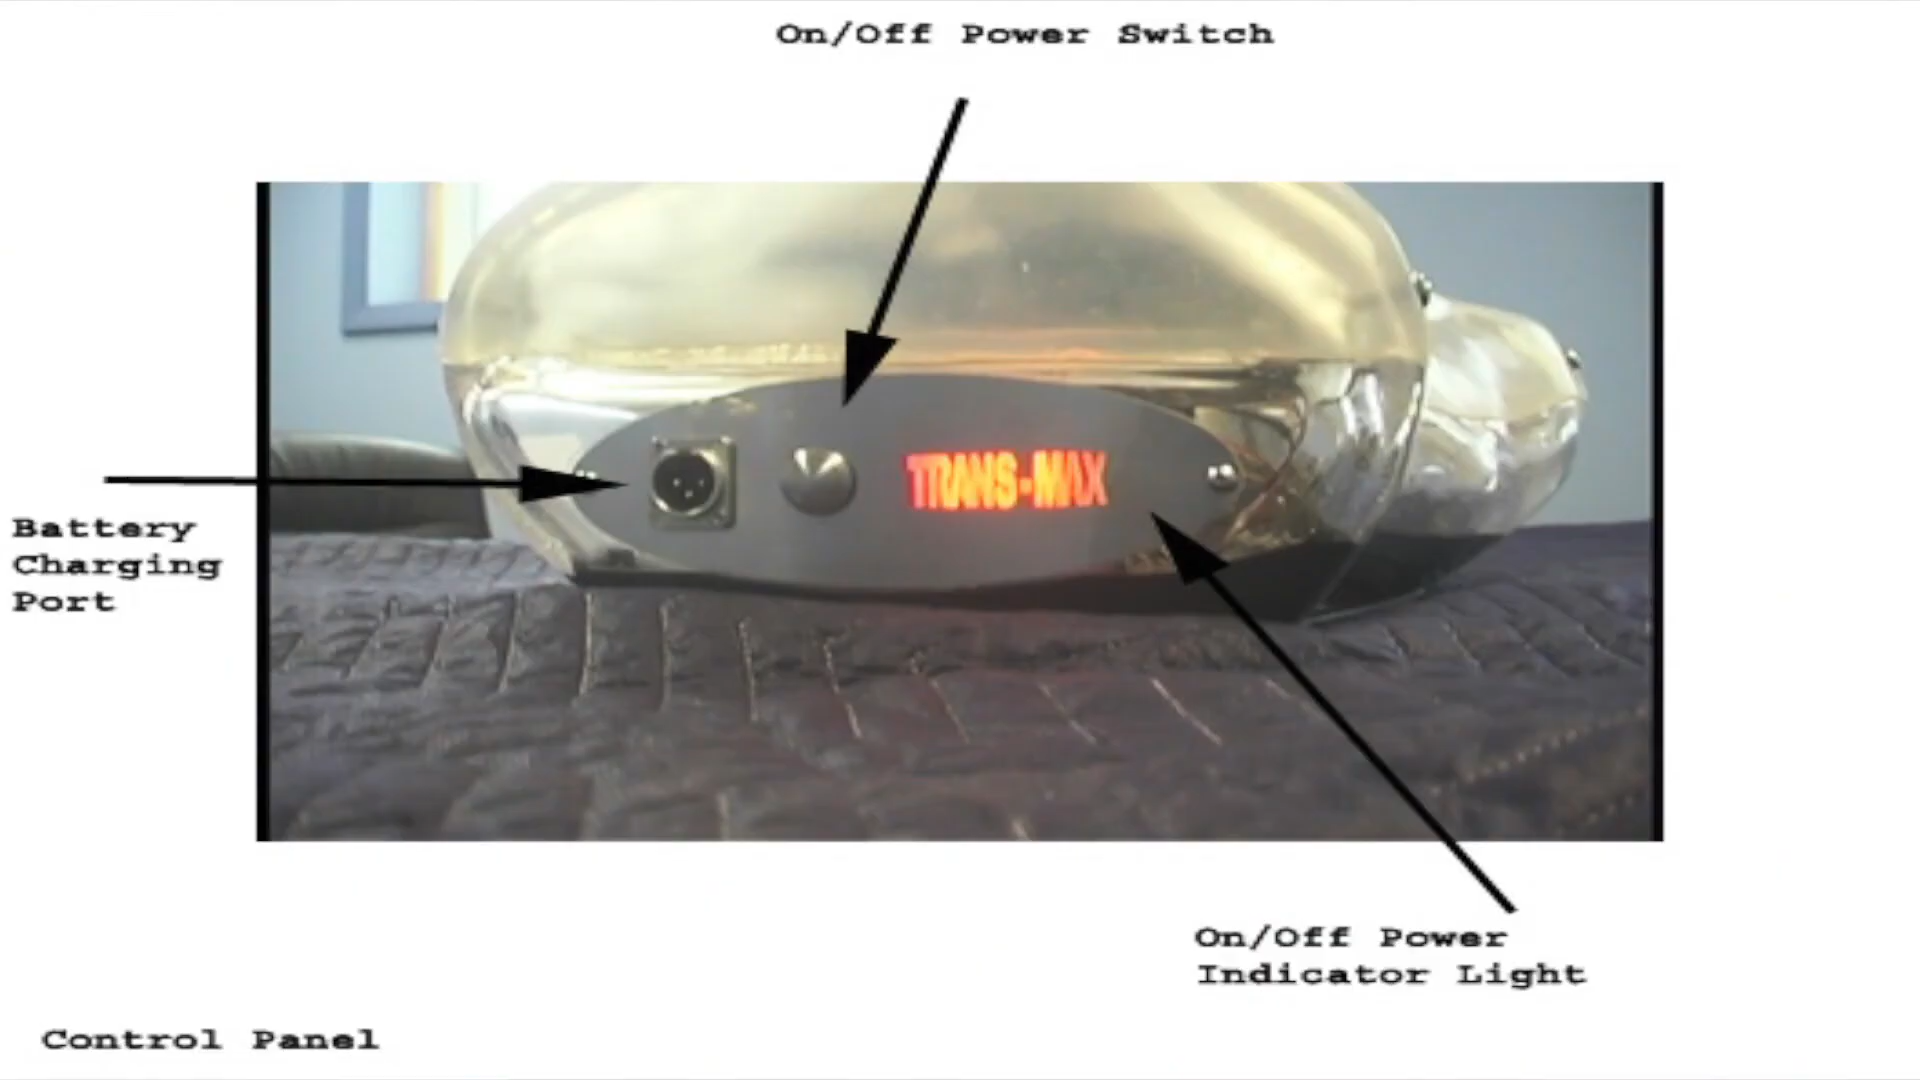 On/Off Power Switch
TRANS-MAX
Battery
Charging
Port
On/Off Power
Indicator Light
Control Panel